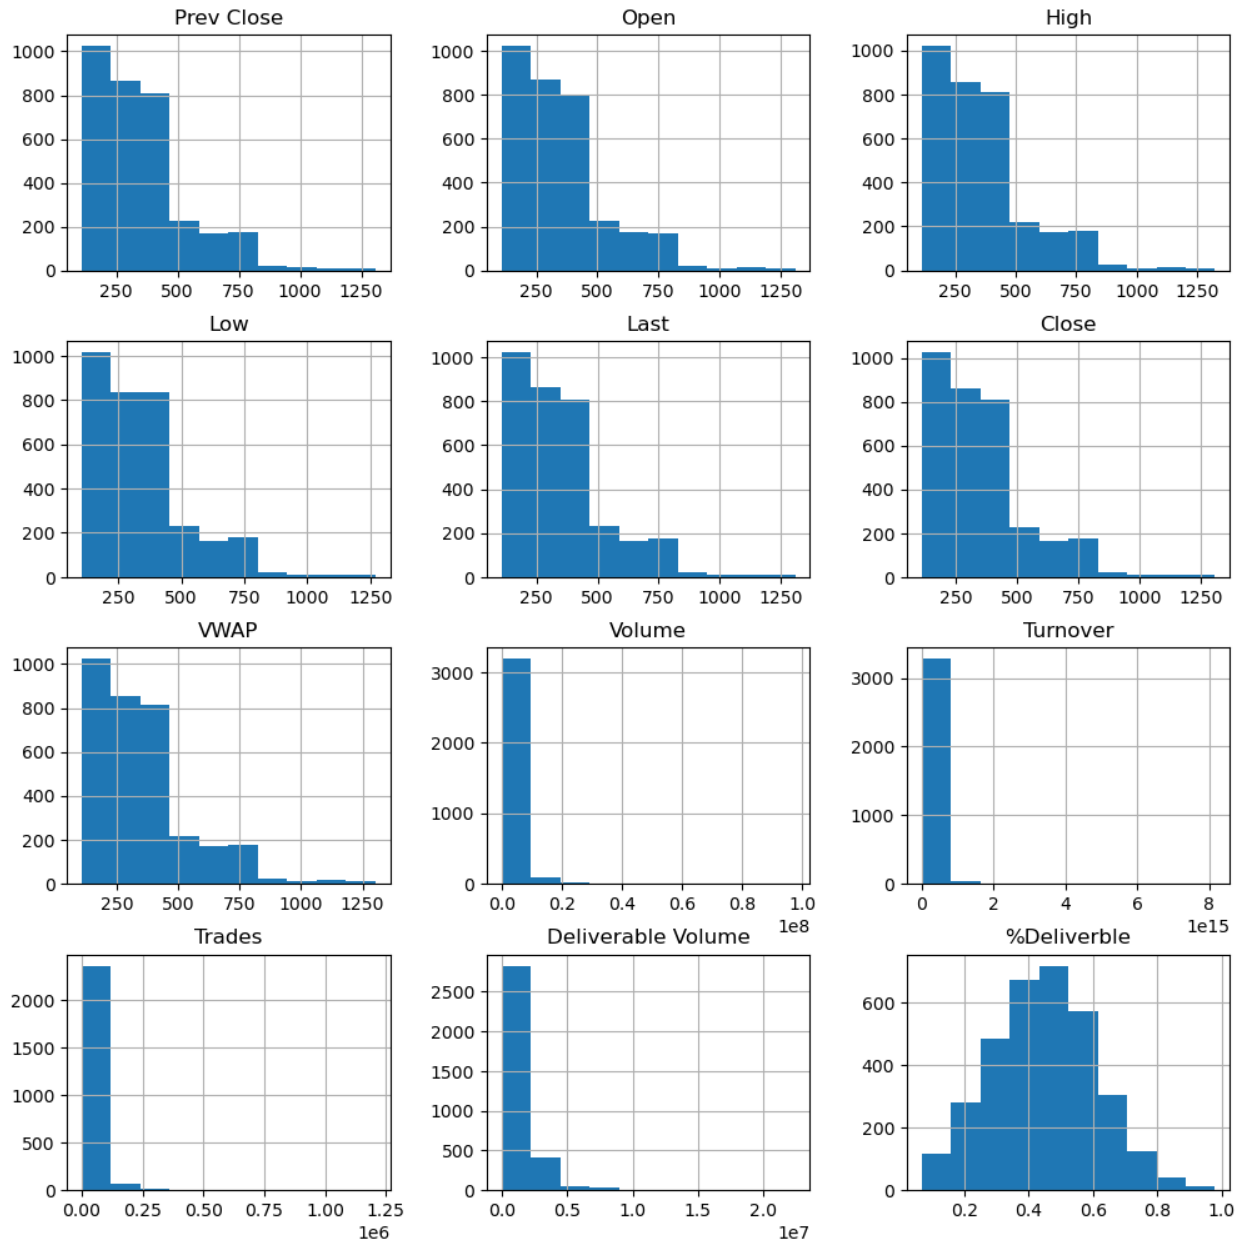 Prev Close
1000
800
600
400
200
0
250 500 750 1000 1250
Open
1000
800
600
400
200
0
250 500 750 1000 1250
High
1000
800
600
400
200
0
250 500 750 1000 1250
Low
1000
800
600
400
200
0
250 500 750 1000 1250
Last
1000
800
600
400
200
0
250 500 750 1000 1250
Close
1000
800
600
400
200
0
250 500 750 1000 1250
VWAP
1000
800
600
400
200
0
250 500 750 1000 1250
Volume
3000
2000
1000
0
0.0 0.2 0.4 0.6 0.8 1.0
1e8
Turnover
3000
2000
1000
0
0 2 4 6 8
1e15
Trades
2000
1500
1000
500
0
0.00 0.25 0.50 0.75 1.00 1.25
1e6
Deliverable Volume
2500
2000
1500
1000
500
0
0.0 0.5 1.0 1.5 2.0
1e7
%Deliverble
600
400
200
0
0.2 0.4 0.6 0.8 1.0